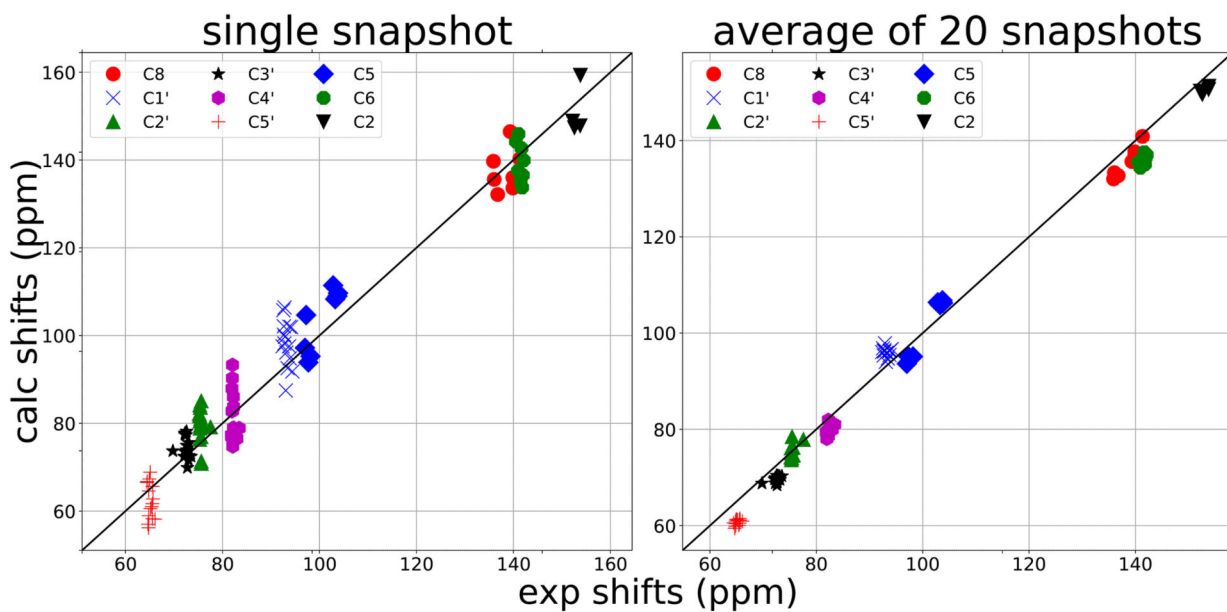 single snapshot
average of 20 snapshots
calc shifts (ppm)
160
140
120
100
80
60
C8 C3' C5
C1' C4' C6
C2' C5' C2
60 80 100 120 140 160
140
120
100
80
60
C8 C3' C5
C1' C4' C6
C2' C5' C2
60 80 100 120 140
exp shifts (ppm)